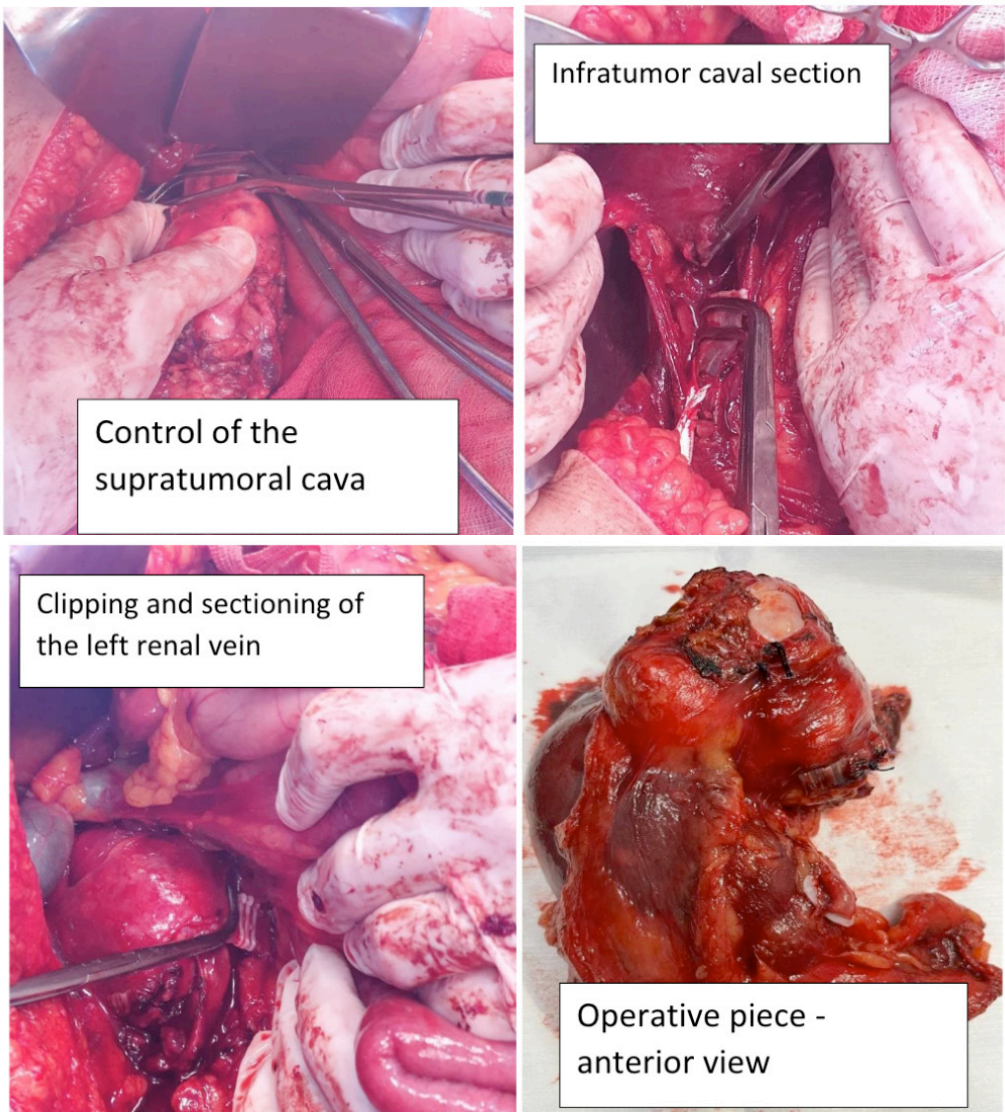 Control of the
supratumoral cava
Infratumor caval section
Clipping and sectioning of
the left renal vein
Operative piece -
anterior view